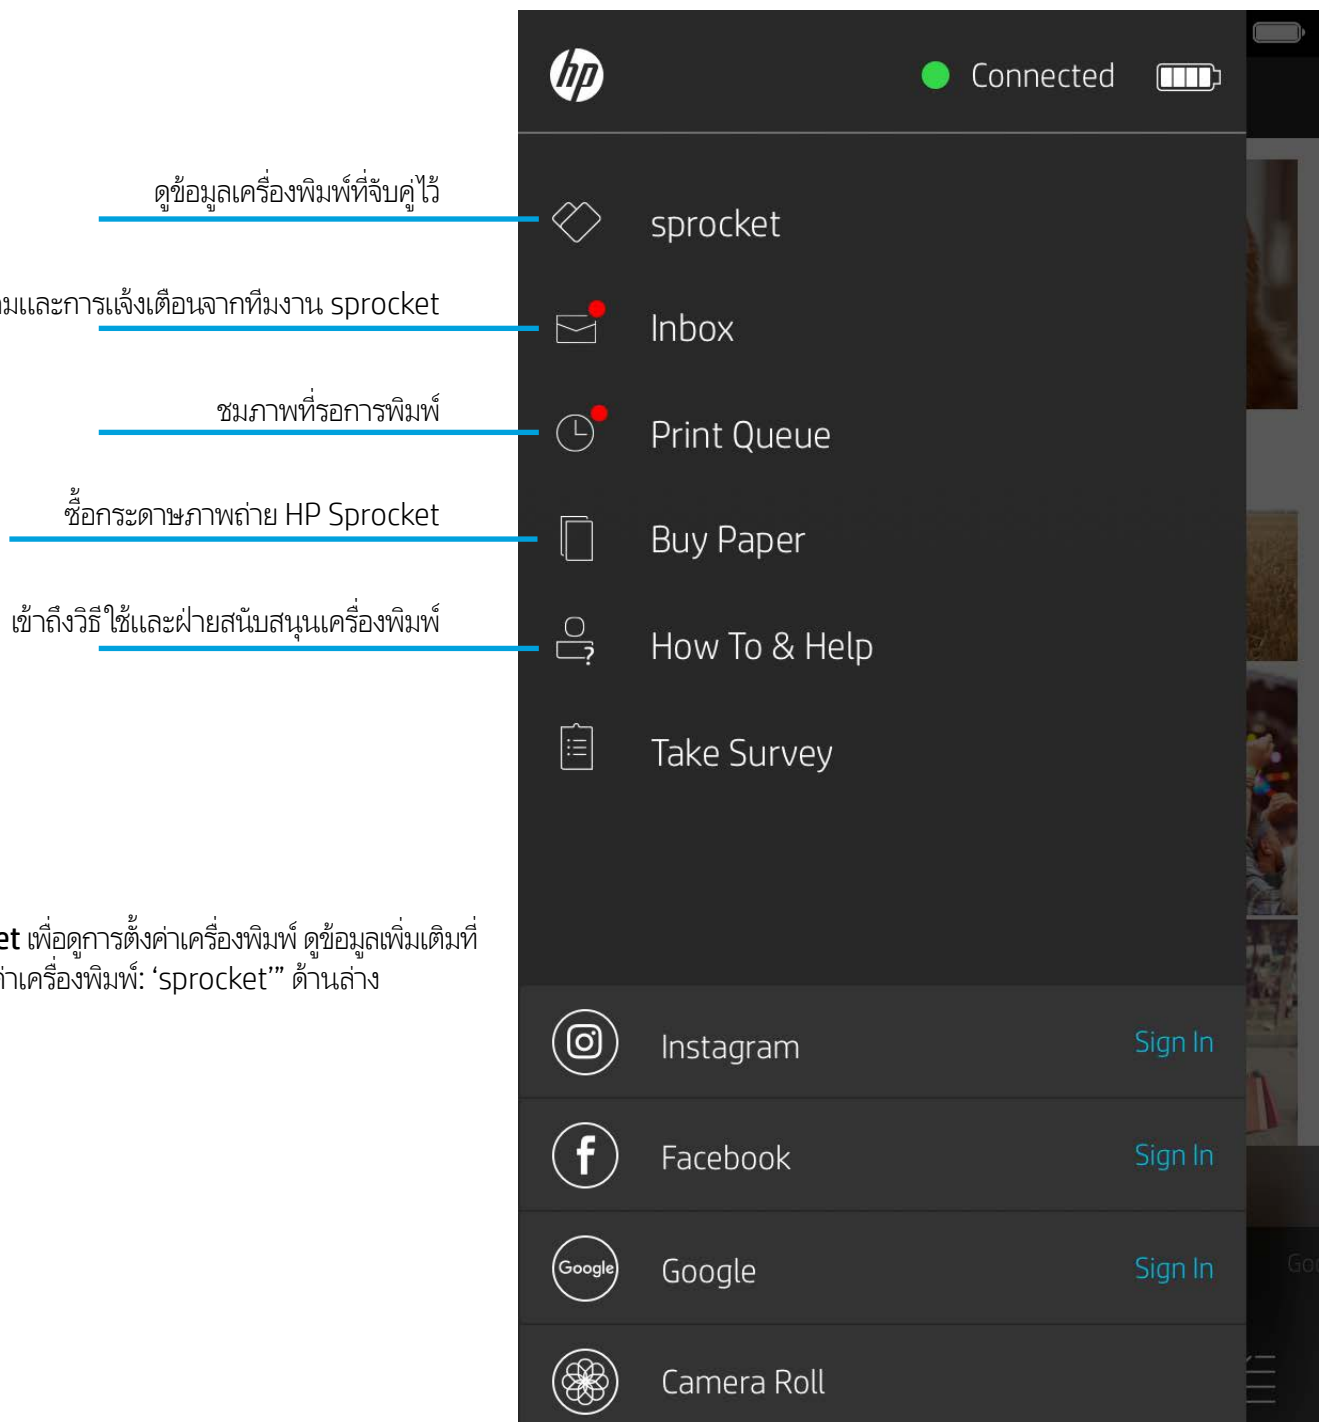 hp
Connected
ดูข้อมูลเครื่องพิมพ์ที่จับคู่ไว้
sprocket
และการแจ้งเตือนจากทีมงาน sprocket
Inbox
ชมภาพที่รอการพิมพ์
Print Queue
ซื้อกระดาษภาพถ่าย HP Sprocket
Buy Paper
เข้าถึงวิธีใช้และฝ่ายสนับสนุนเครื่องพิมพ์
How To & Help
Take Survey
เพื่อดูการตั้งค่าเครื่องพิมพ์ ดูข้อมูลเพิ่มเติมที่
เครื่องพิมพ์: ‘sprocket’” ด้านล่าง
Instagram
Sign In
Facebook
Sign In
Google
Google
Sign In
Camera Roll